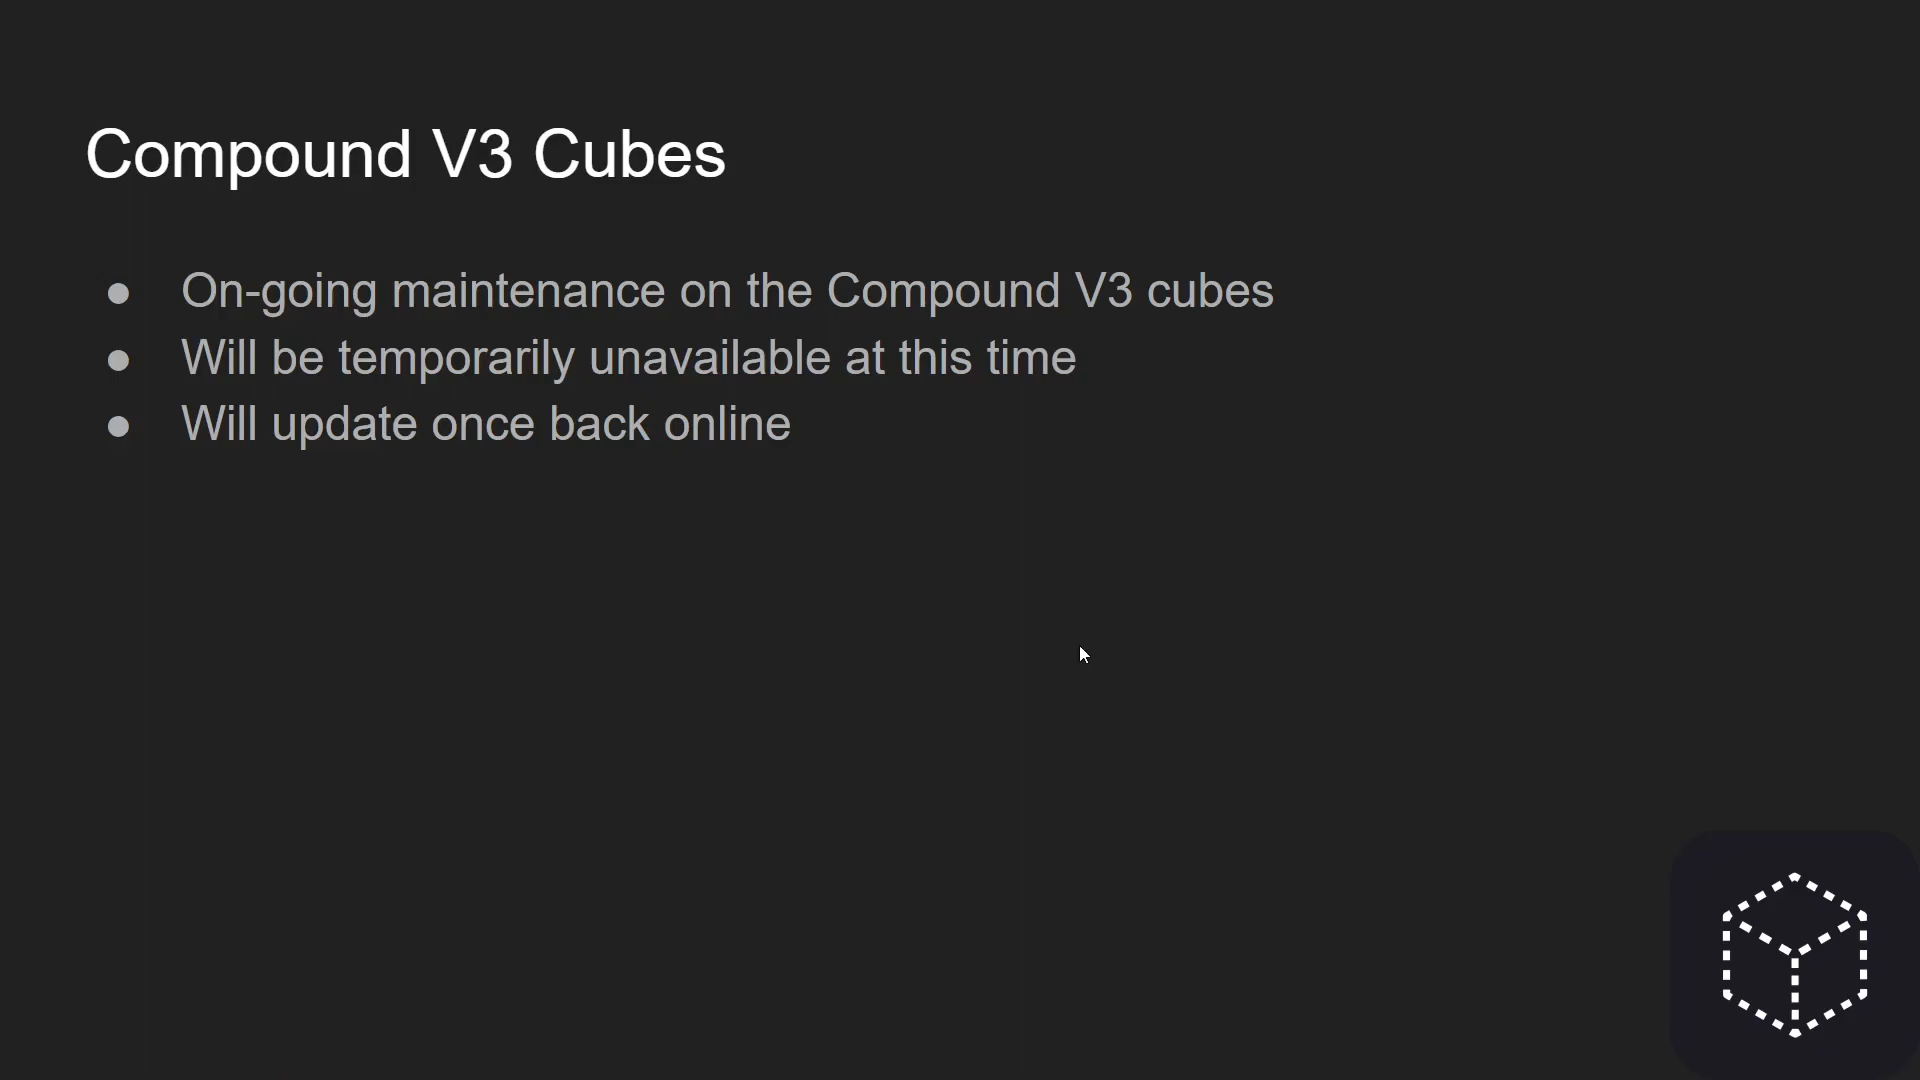 Compound V3 Cubes
● On-going maintenance on the Compound V3 cubes
● Will be temporarily unavailable at this time
● Will update once back online